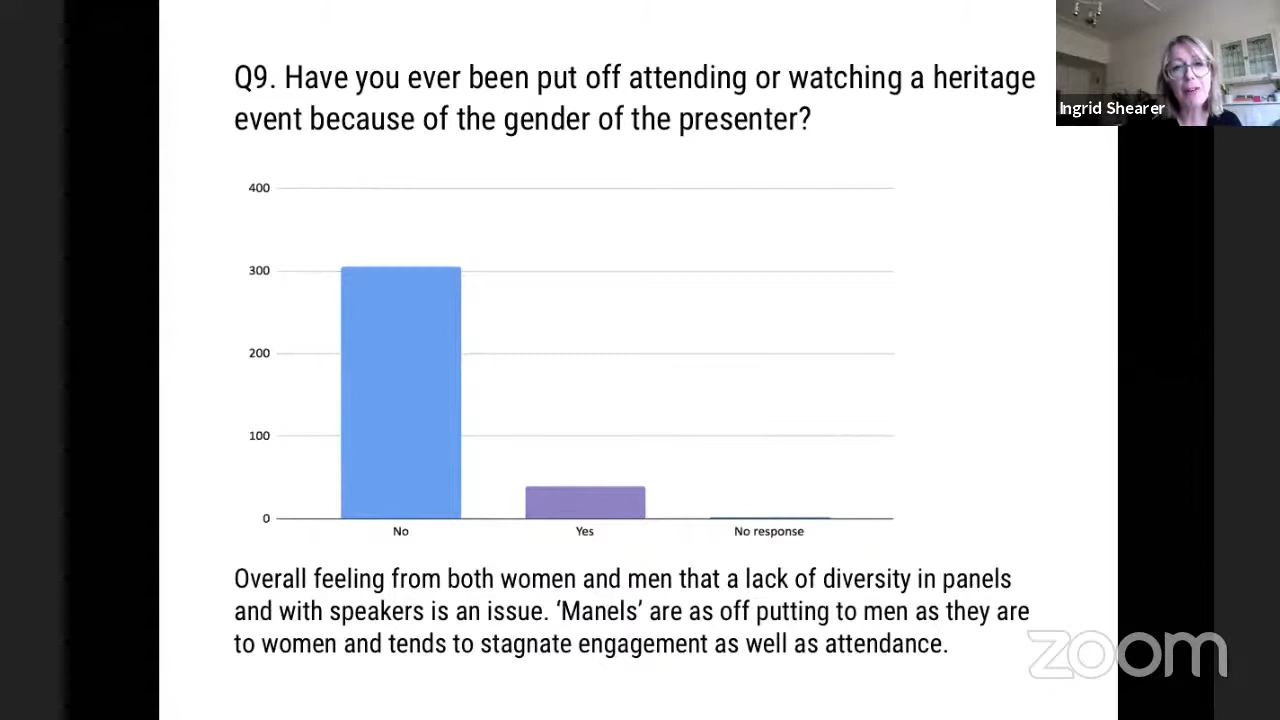 Q9. Have you ever been put off attending or watching a heritage
event because of the gender of the presenter?
Ingrid Shearer
400
300
200
100
0
No
Yes
No response
Overall feeling from both women and men that a lack of diversity in panels
and with speakers is an issue. ‘Manels’ are as off putting to men as they are
to women and tends to stagnate engagement as well as attendance.
zoom